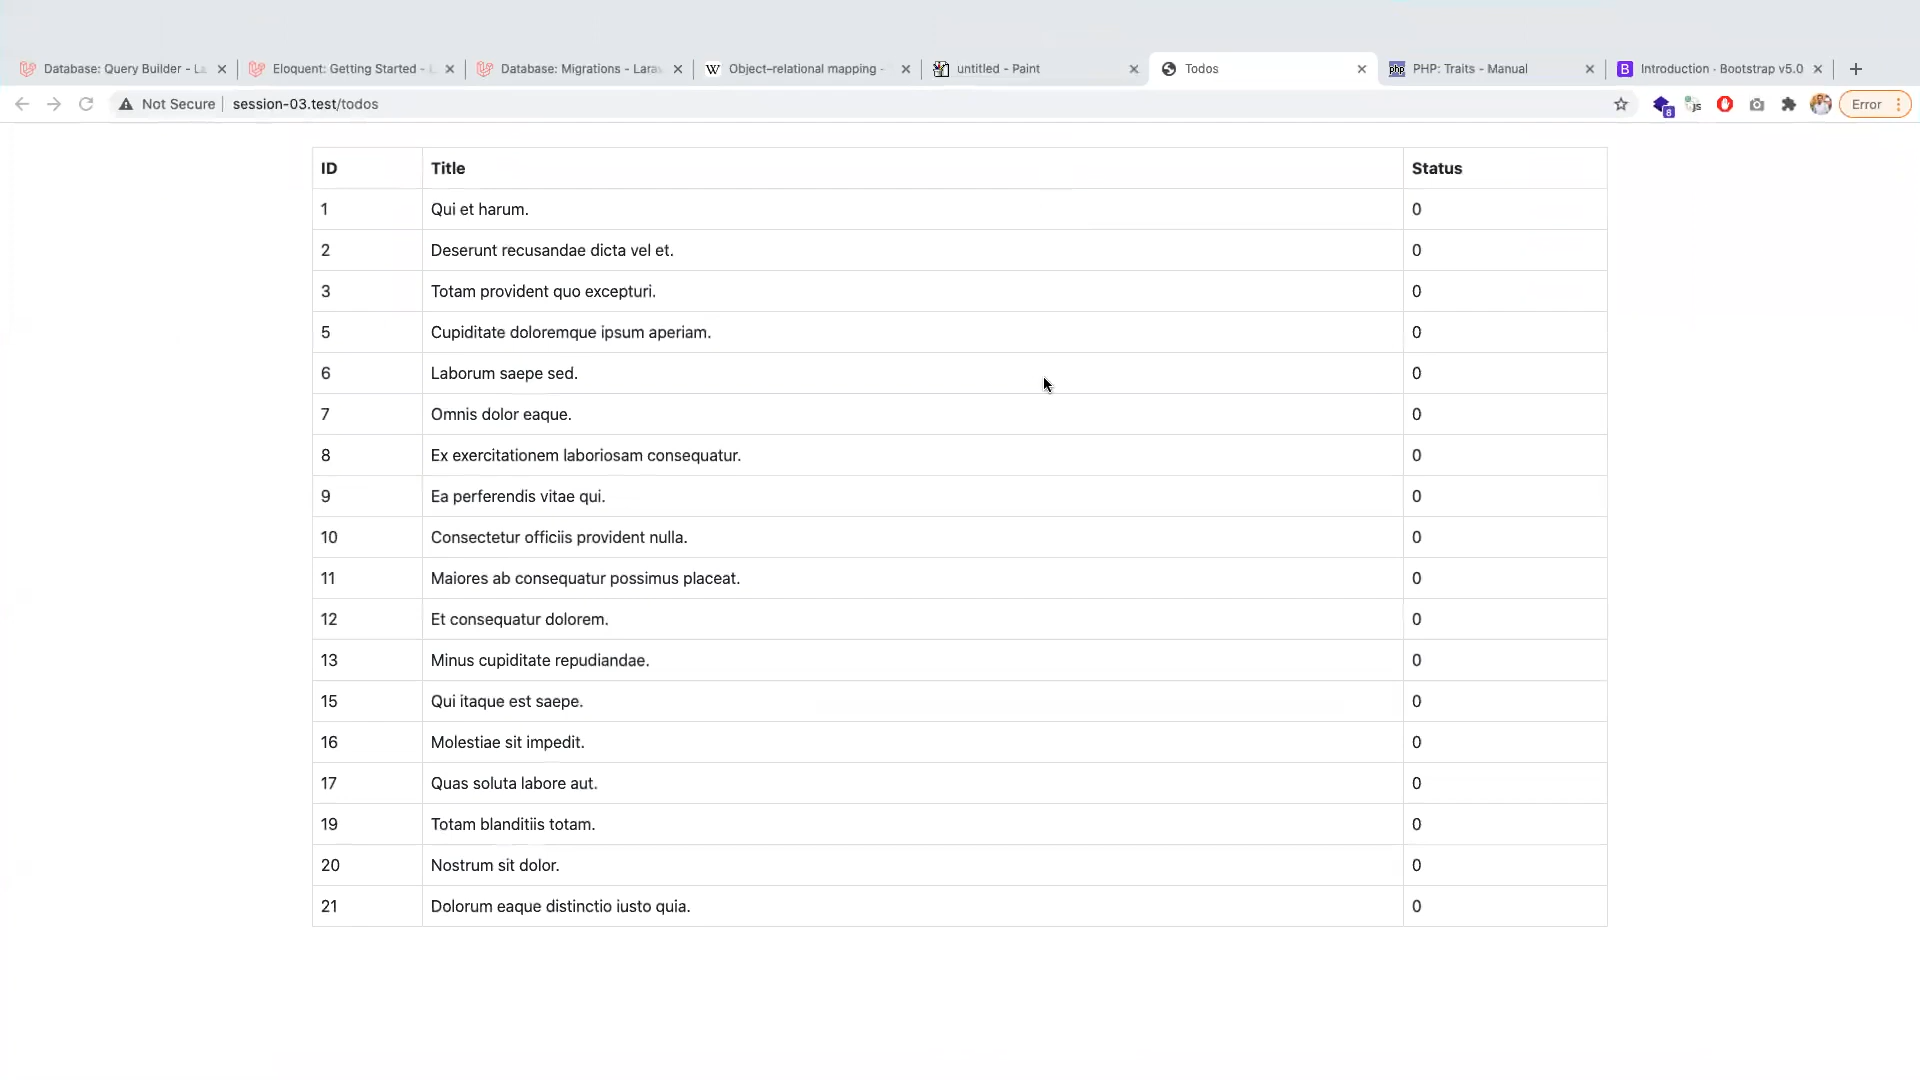 Database: Query Builder - La
Eloquent: Getting Started - L
Database: Migrations - Larav
W Object–relational mapping -
untitled - Paint
Todos
php PHP: Traits - Manual
B Introduction · Bootstrap v5.0
Not Secure session-03.test/todos
8 js Error
ID Title Status
1 Qui et harum. 0
2 Deserunt recusandae dicta vel et. 0
3 Totam provident quo excepturi. 0
5 Cupiditate doloremque ipsum aperiam. 0
6 Laborum saepe sed. 0
7 Omnis dolor eaque. 0
8 Ex exercitationem laboriosam consequatur. 0
9 Ea perferendis vitae qui. 0
10 Consectetur officiis provident nulla. 0
11 Maiores ab consequatur possimus placeat. 0
12 Et consequatur dolorem. 0
13 Minus cupiditate repudiandae. 0
15 Qui itaque est saepe. 0
16 Molestiae sit impedit. 0
17 Quas soluta labore aut. 0
19 Totam blanditiis totam. 0
20 Nostrum sit dolor. 0
21 Dolorum eaque distinctio iusto quia. 0